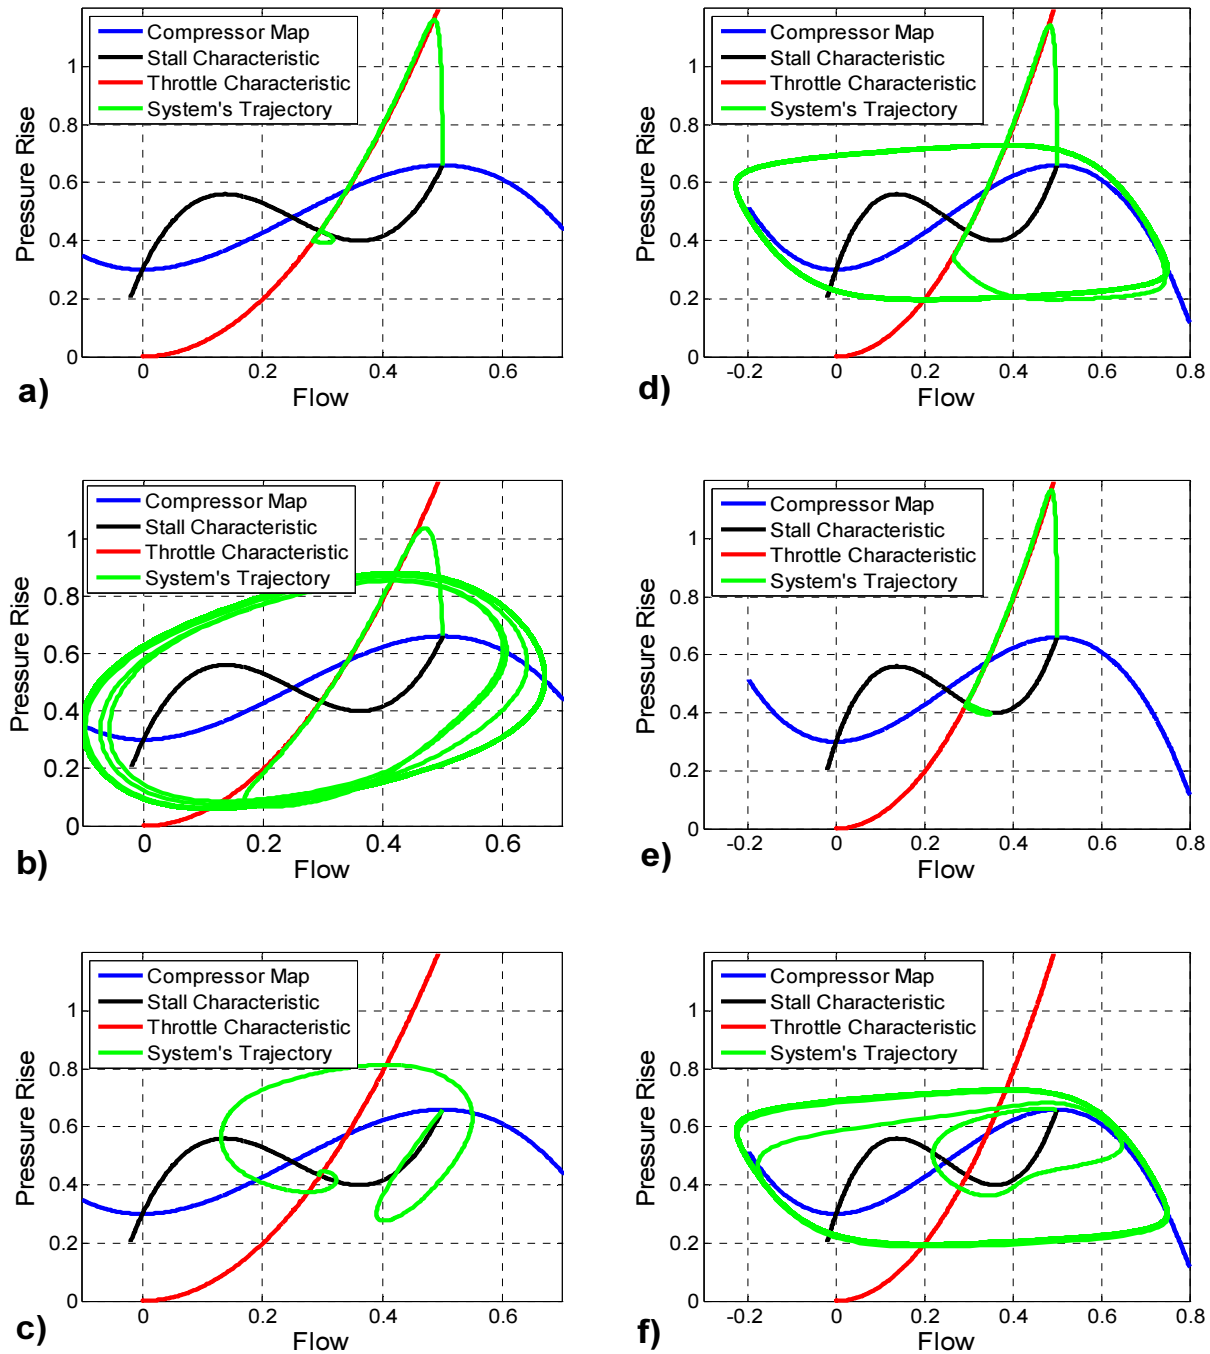 Compressor Map
Stall Characteristic
Throttle Characteristic
System's Trajectory
Pressure Rise
1
0.8
0.6
0.4
0.2
0
0
0.2
0.4
0.6
Flow
a)
Compressor Map
Stall Characteristic
Throttle Characteristic
System's Trajectory
Pressure Rise
1
0.8
0.6
0.4
0.2
0
-0.2
0
0.2
0.4
0.6
0.8
Flow
d)
Compressor Map
Stall Characteristic
Throttle Characteristic
System's Trajectory
Pressure Rise
1
0.8
0.6
0.4
0.2
0
0
0.2
0.4
0.6
Flow
b)
Compressor Map
Stall Characteristic
Throttle Characteristic
System's Trajectory
Pressure Rise
1
0.8
0.6
0.4
0.2
0
-0.2
0
0.2
0.4
0.6
0.8
Flow
e)
Compressor Map
Stall Characteristic
Throttle Characteristic
System's Trajectory
Pressure Rise
1
0.8
0.6
0.4
0.2
0
0
0.2
0.4
0.6
Flow
c)
Compressor Map
Stall Characteristic
Throttle Characteristic
System's Trajectory
Pressure Rise
1
0.8
0.6
0.4
0.2
0
-0.2
0
0.2
0.4
0.6
0.8
Flow
f)